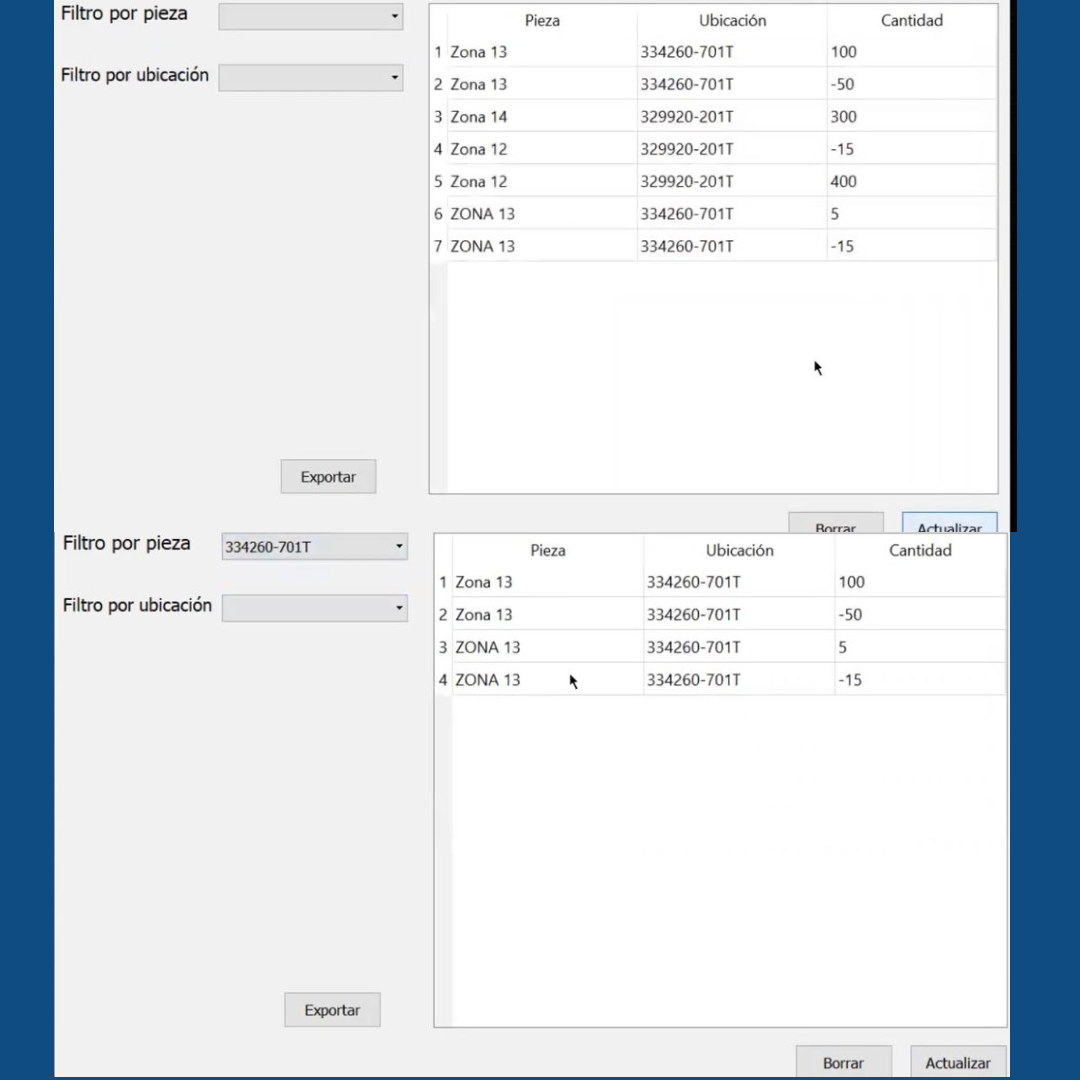 Filtro por pieza
Filtro por ubicación
Pieza Ubicación Cantidad
1 Zona 13 334260-701T 100
2 Zona 13 334260-701T -50
3 Zona 14 329920-201T 300
4 Zona 12 329920-201T -15
5 Zona 12 329920-201T 400
6 ZONA 13 334260-701T 5
7 ZONA 13 334260-701T -15
Exportar
Borrar Actualizar
Filtro por pieza 334260-701T
Filtro por ubicación
Pieza Ubicación Cantidad
1 Zona 13 334260-701T 100
2 Zona 13 334260-701T -50
3 ZONA 13 334260-701T 5
4 ZONA 13 334260-701T -15
Exportar
Borrar Actualizar